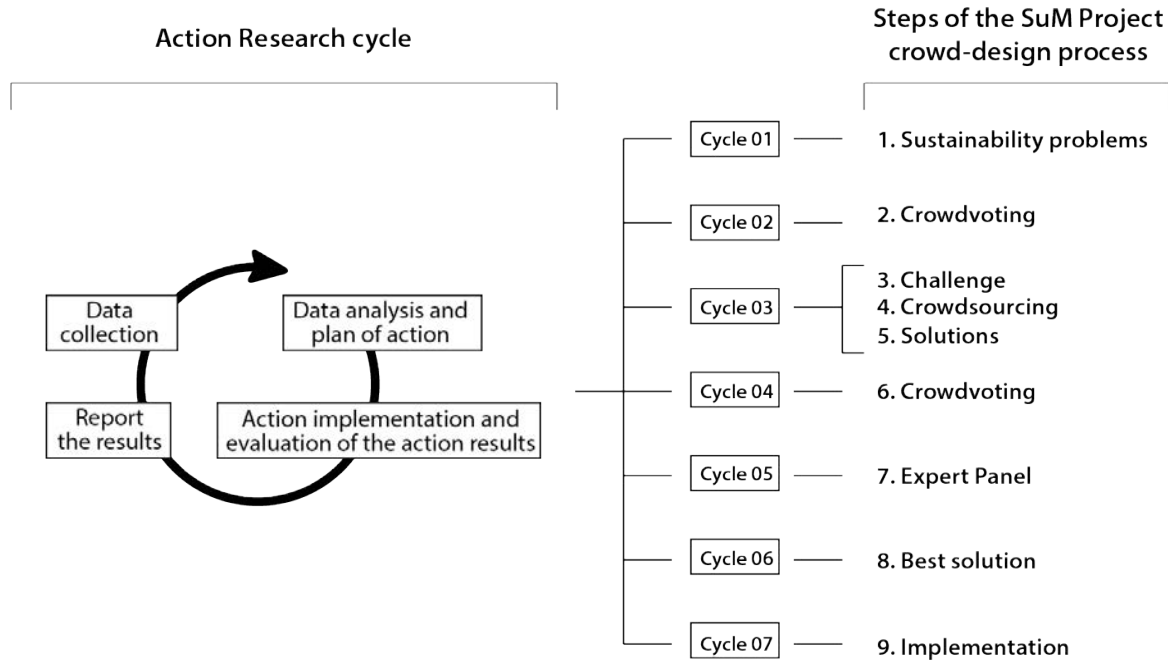 Action Research cycle
Steps of the SuM Project
crowd-design process
Data
collection
Data analysis and
plan of action
Report
the results
Action implementation and
evaluation of the action results
Cycle 01
1. Sustainability problems
Cycle 02
2. Crowdvoting
Cycle 03
3. Challenge
4. Crowdsourcing
5. Solutions
Cycle 04
6. Crowdvoting
Cycle 05
7. Expert Panel
Cycle 06
8. Best solution
Cycle 07
9. Implementation